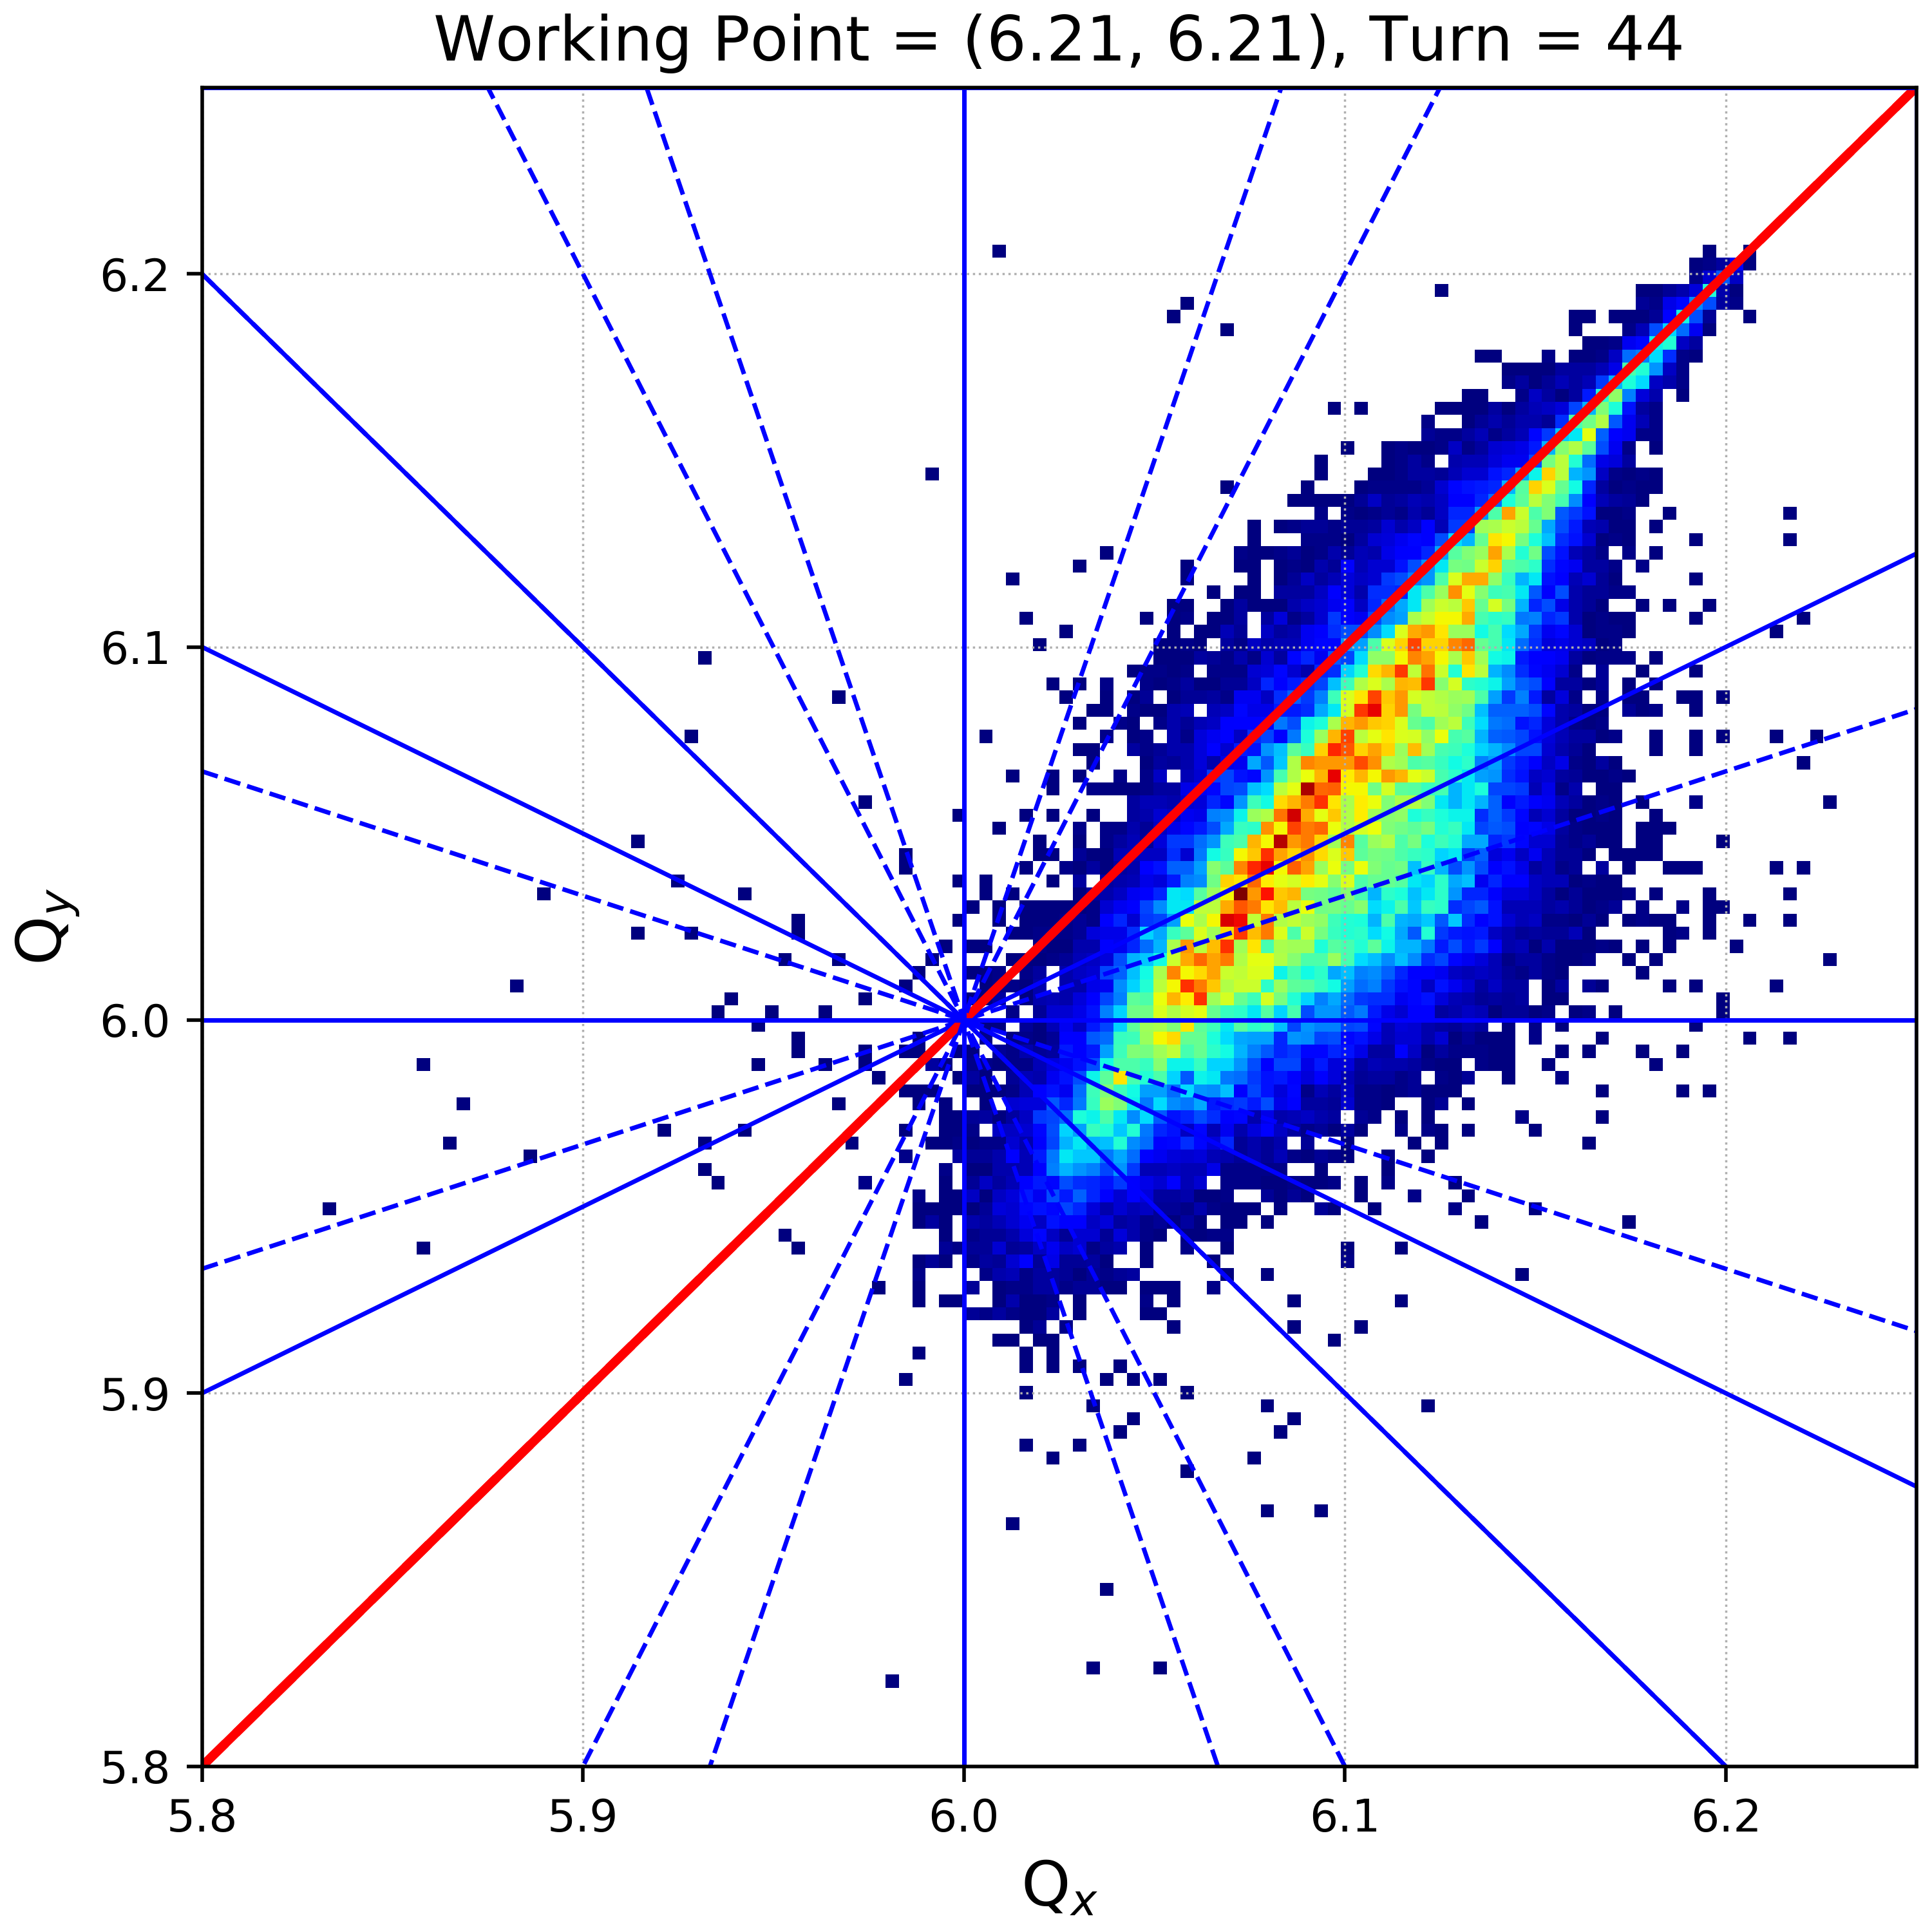 Working Point = (6.21, 6.21), Turn = 44
6.2
6.1
6.0
5.9
5.8
Qy
5.8 5.9 6.0 6.1 6.2
Qx